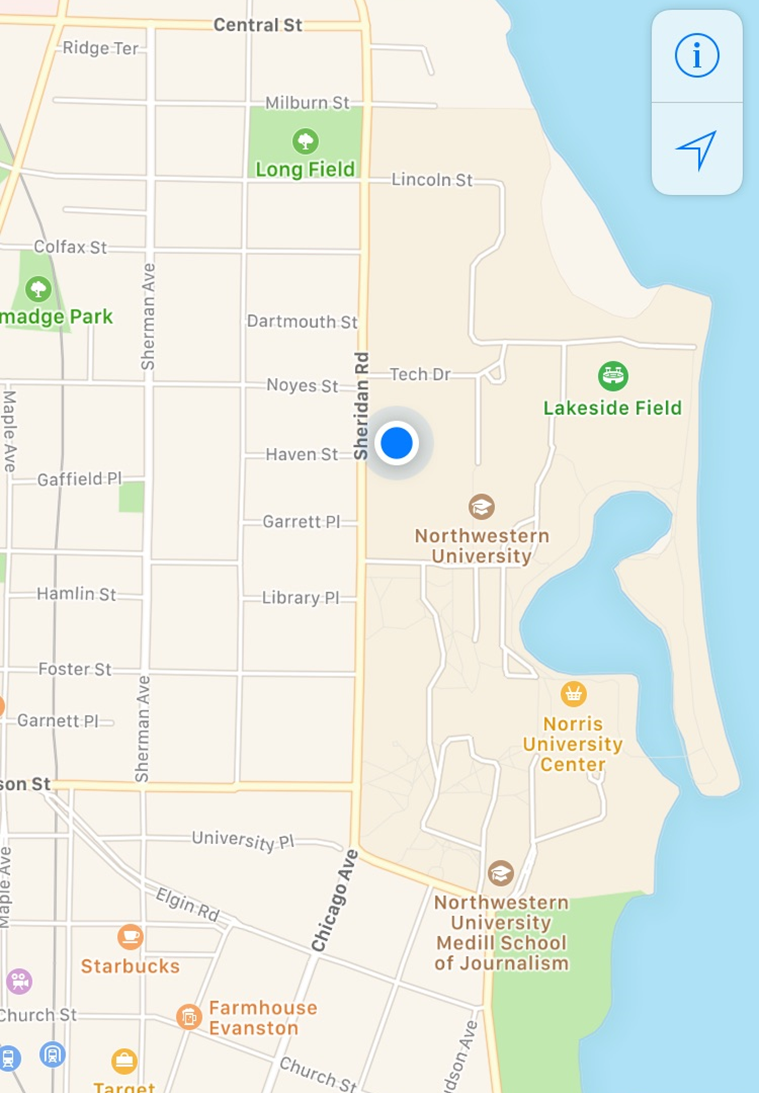 Central St
Ridge Ter
Milburn St
Long Field
Lincoln St
Colfax St
madge Park
Sherman Ave
Dartmouth St
Sheridan Rd
Tech Dr
Noyes St
Lakeside Field
Maple Ave
Haven St
Gaffield Pl
Northwestern
University
Garrett Pl
Hamlin St
Library Pl
Foster St
Sherman Ave
Garnett Pl
Norris
University
Center
son St
University Pl
Maple Ave
Chicago Ave
Elgin Rd
Northwestern
University
Medill School
of Journalism
Starbucks
Farmhouse
Evanston
Church St
dson Ave
Church St
Target